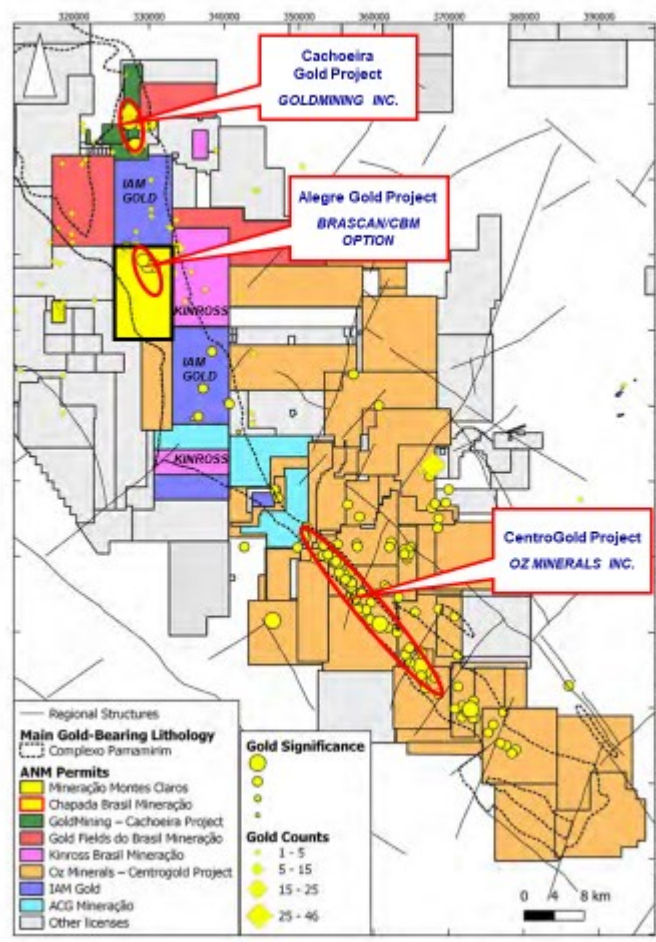 320000 330000 340000 350000 360000 370000 380000 390000
Cachoeira
Gold Project
GOLDMINING INC.
IAM
GOLD
Alegre Gold Project
BRASCAN/CBM
OPTION
KINROSS
IAM
GOLD
KINROSS
CentroGold Project
OZ MINERALS INC.
Regional Structures
Main Gold-Bearing Lithology
Complexo Parnamirim
ANM Permits
Mineração Montes Claros
Chapada Brasil Mineração
GoldMining – Cachoeira Project
Gold Fields do Brasil Mineração
Kinross Brasil Mineração
Oz Minerals – Centrogold Project
IAM Gold
ACG Mineração
Other licenses
Gold Significance
Gold Counts
1 - 5
5 - 15
15 - 25
25 - 46
0 4 8 km